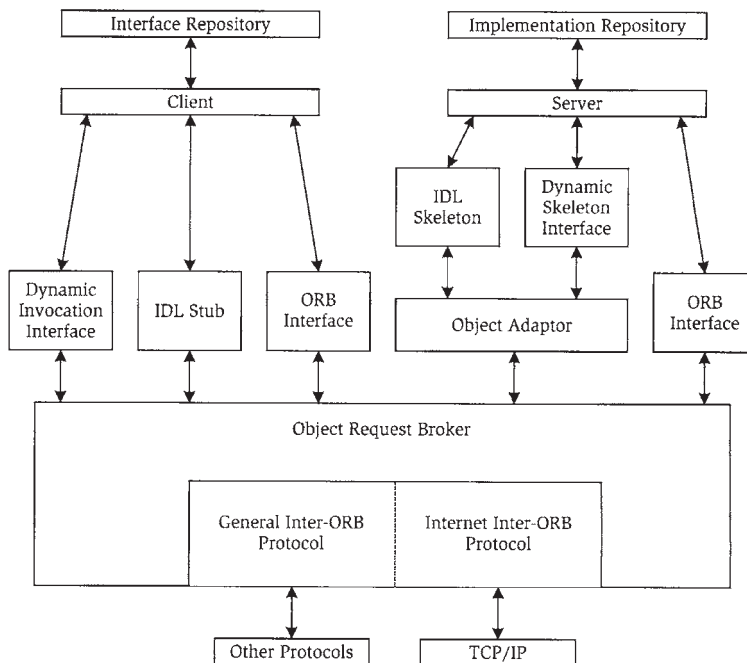 Interface Repository
Implementation Repository
Client
Server
IDL
Skeleton
Dynamic
Skeleton
Interface
Dynamic
Invocation
Interface
IDL Stub
ORB
Interface
Object Adaptor
ORB
Interface
Object Request Broker
General Inter-ORB
Protocol
Internet Inter-ORB
Protocol
Other Protocols
TCP/IP